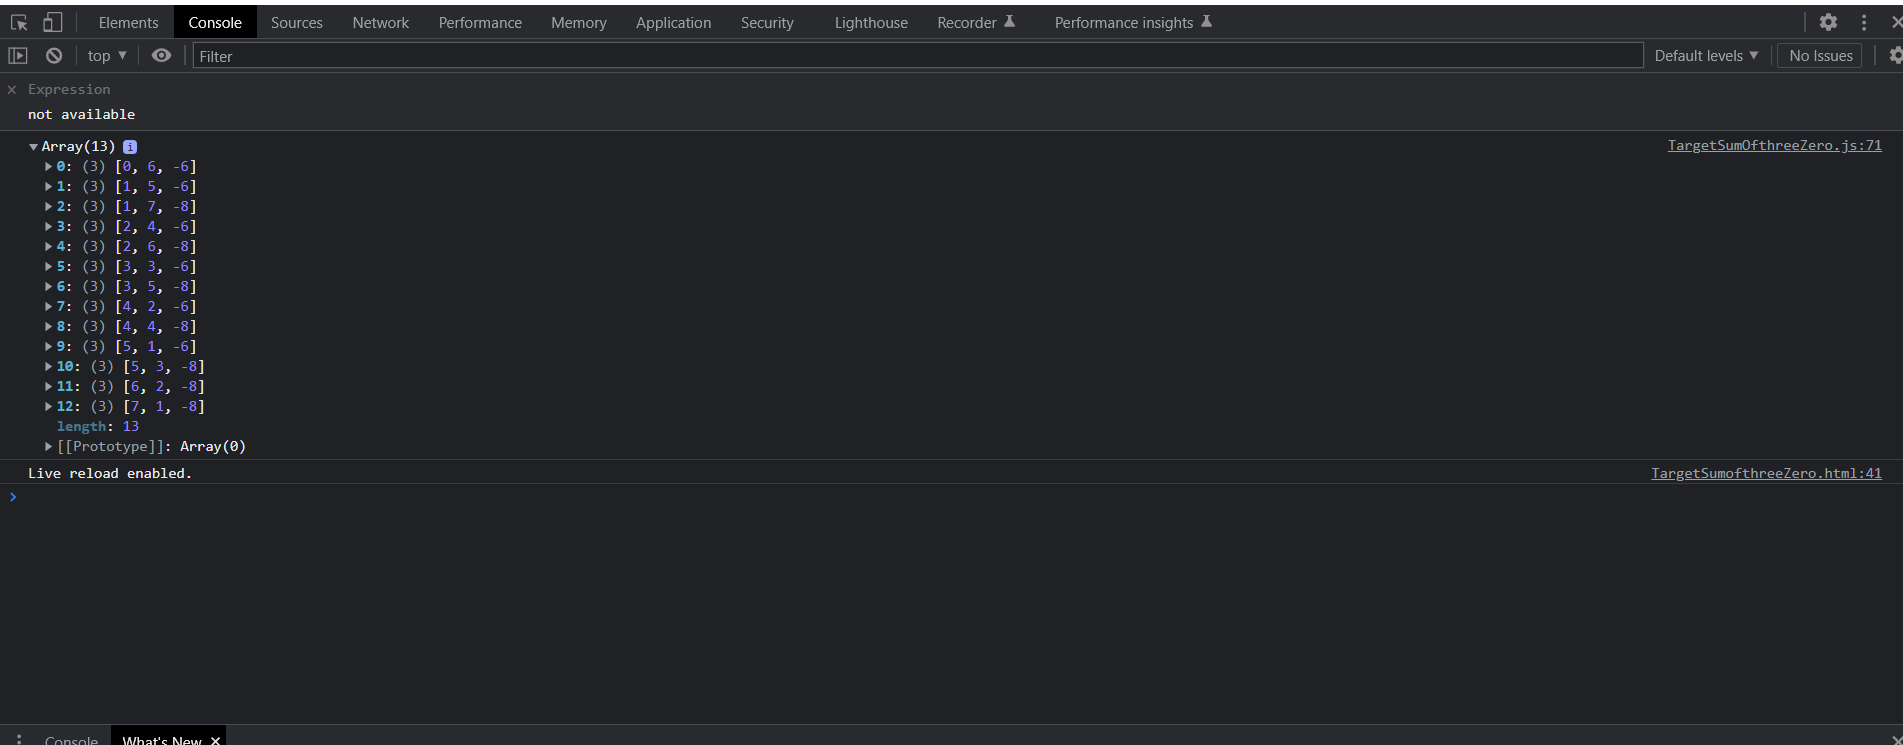 Elements Console Sources Network Performance Memory Application Security Lighthouse Recorder Performance insights
top Filter Default levels No Issues
Expression
not available
Array(13) i TargetSumOfthreeZero.js:71
0: (3) [0, 6, -6]
1: (3) [1, 5, -6]
2: (3) [1, 7, -8]
3: (3) [2, 4, -6]
4: (3) [2, 6, -8]
5: (3) [3, 3, -6]
6: (3) [3, 5, -8]
7: (3) [4, 2, -6]
8: (3) [4, 4, -8]
9: (3) [5, 1, -6]
10: (3) [5, 3, -8]
11: (3) [6, 2, -8]
12: (3) [7, 1, -8]
length: 13
[[Prototype]]: Array(0)
Live reload enabled. TargetSumofthreeZero.html:41
Console What's New